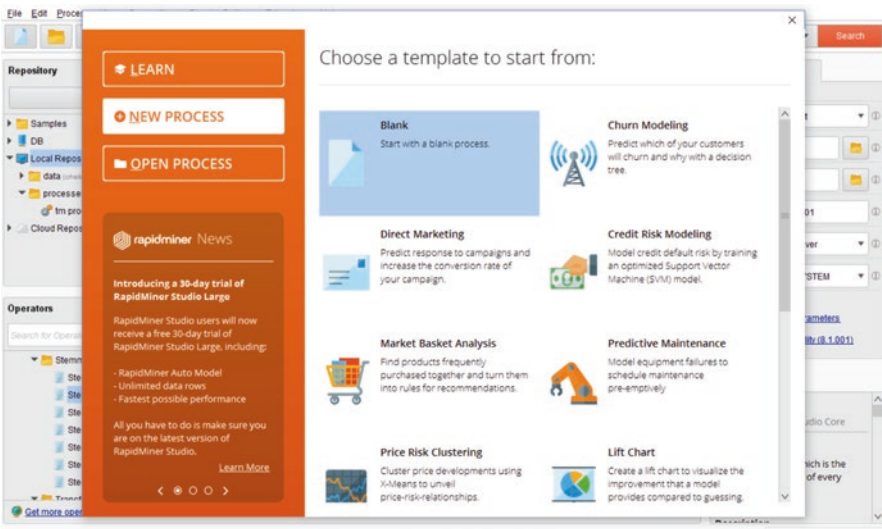 File Edit Proce
Search
Repository
Samples
DB
Local Repos
data
processe
tm pro
Cloud Repos
Operators
Search for Operat
Stemm
Ste
Ste
Ste
Ste
Ste
Ste
Ste
Transf
Get more oper
LEARN
NEW PROCESS
OPEN PROCESS
rapidminer News
Introducing a 30-day trial of
RapidMiner Studio Large
RapidMiner Studio users will now
receive a free 30-day trial of
RapidMiner Studio Large, including:
- RapidMiner Auto Model
- Unlimited data rows
- Fastest possible performance
All you have to do is make sure you
are on the latest version of
RapidMiner Studio.
Learn More
Choose a template to start from:
Blank
Start with a blank process.
Churn Modeling
Predict which of your customers
will churn and why with a decision
tree.
Direct Marketing
Predict response to campaigns and
increase the conversion rate of
your campaign.
Credit Risk Modeling
Model credit default risk by training
an optimized Support Vector
Machine (SVM) model.
Market Basket Analysis
Find products frequently
purchased together and turn them
into rules for recommendations.
Predictive Maintenance
Model equipment failures to
schedule maintenance
pre-emptively
Price Risk Clustering
Cluster price developments using
X-Means to unveil
price-risk-relationships.
Lift Chart
Create a lift chart to visualize the
improvement that a model
provides compared to guessing.
t
01
ver
YSTEM
rameters
ility (8.1.001)
udio Core
hich is the
of every
Description